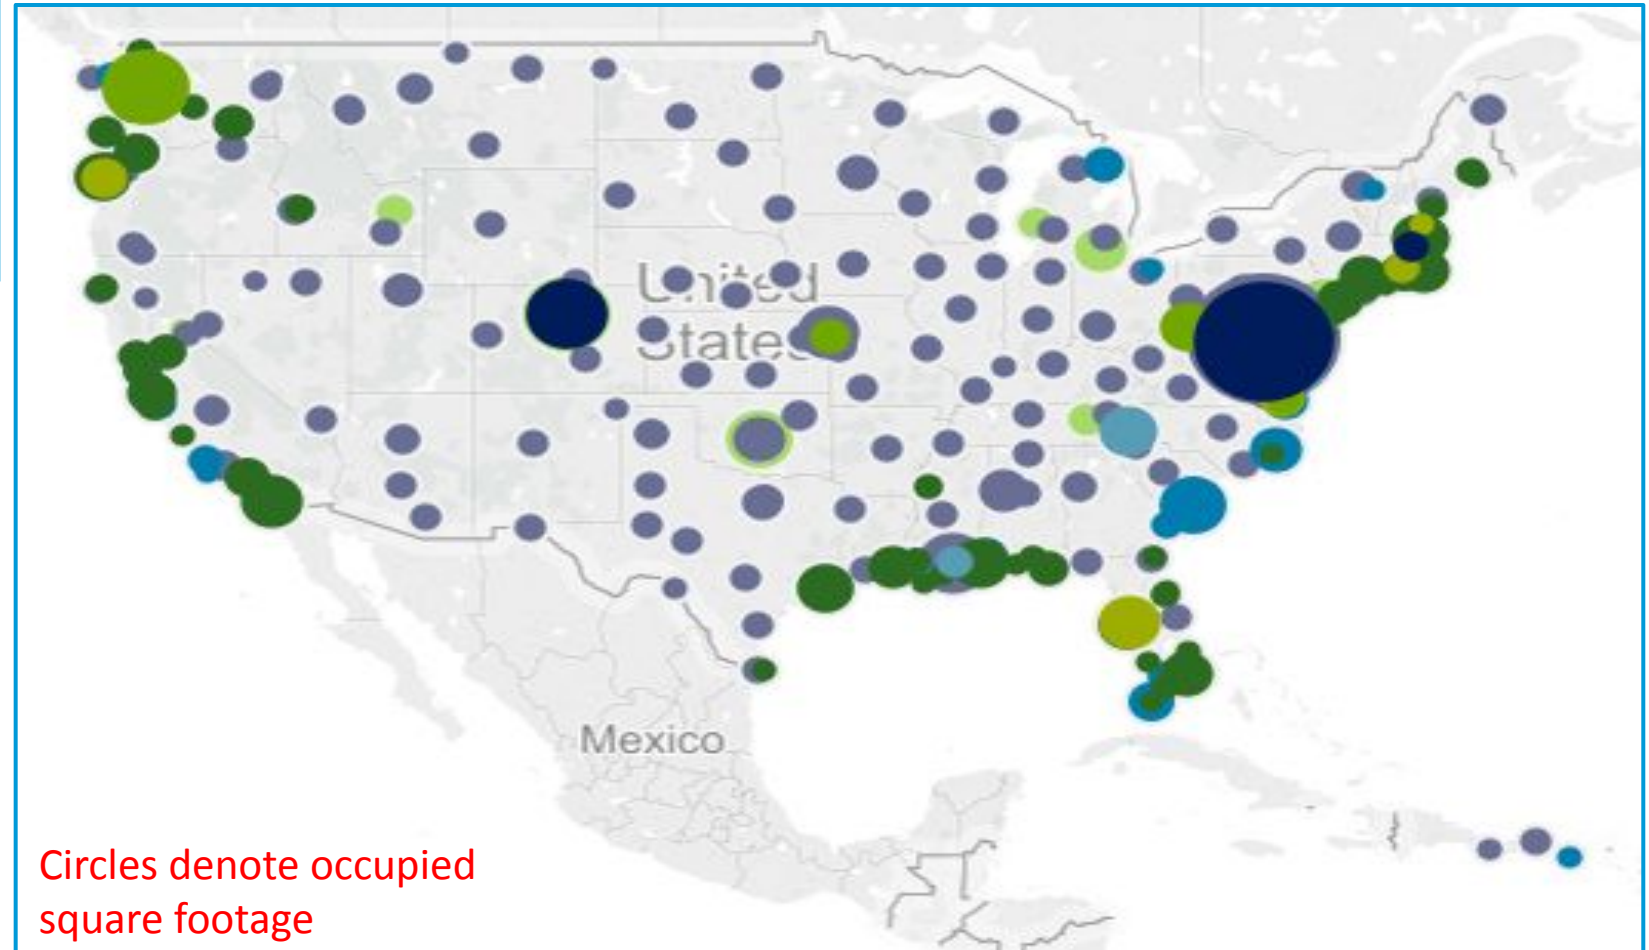 United
States
Mexico
Circles denote occupied
square footage